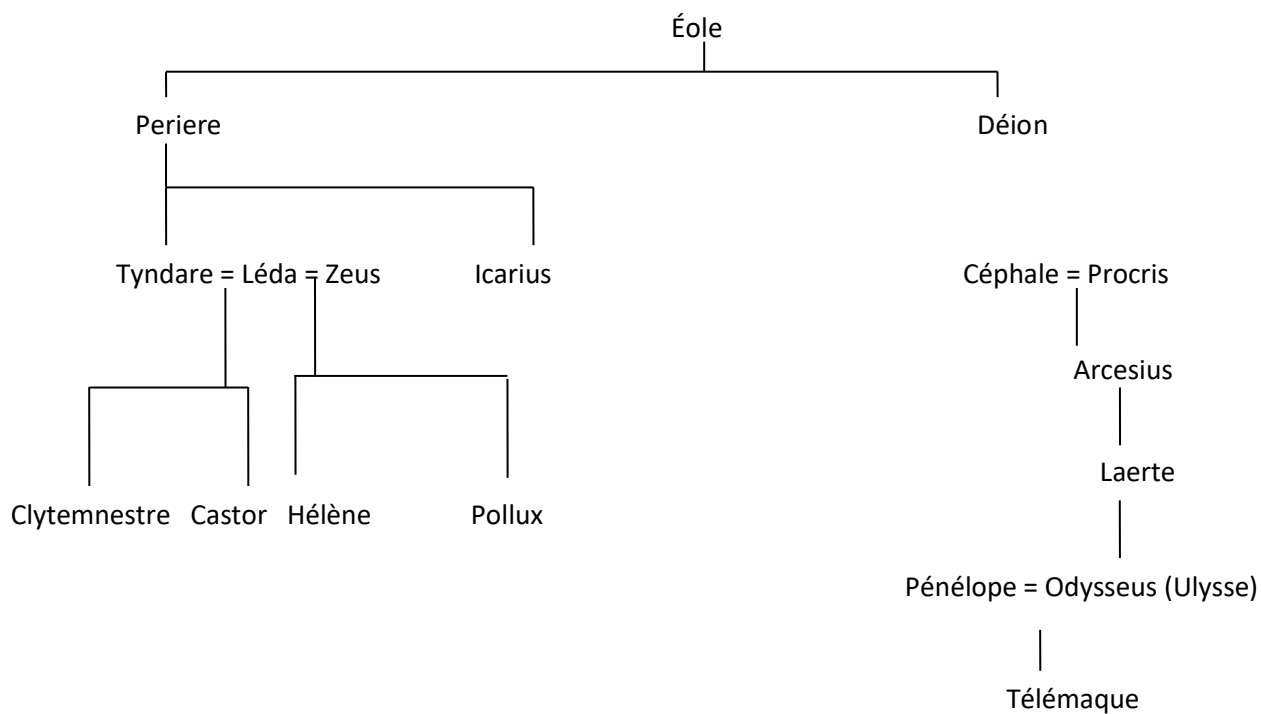 Éole
Periere Déion
Tyndare = Léda = Zeus Icarius Céphale = Procris
Arcesius
Laerte
Clytemnestre Castor Hélène Pollux
Pénélope = Odysseus (Ulysse)
Télémaque